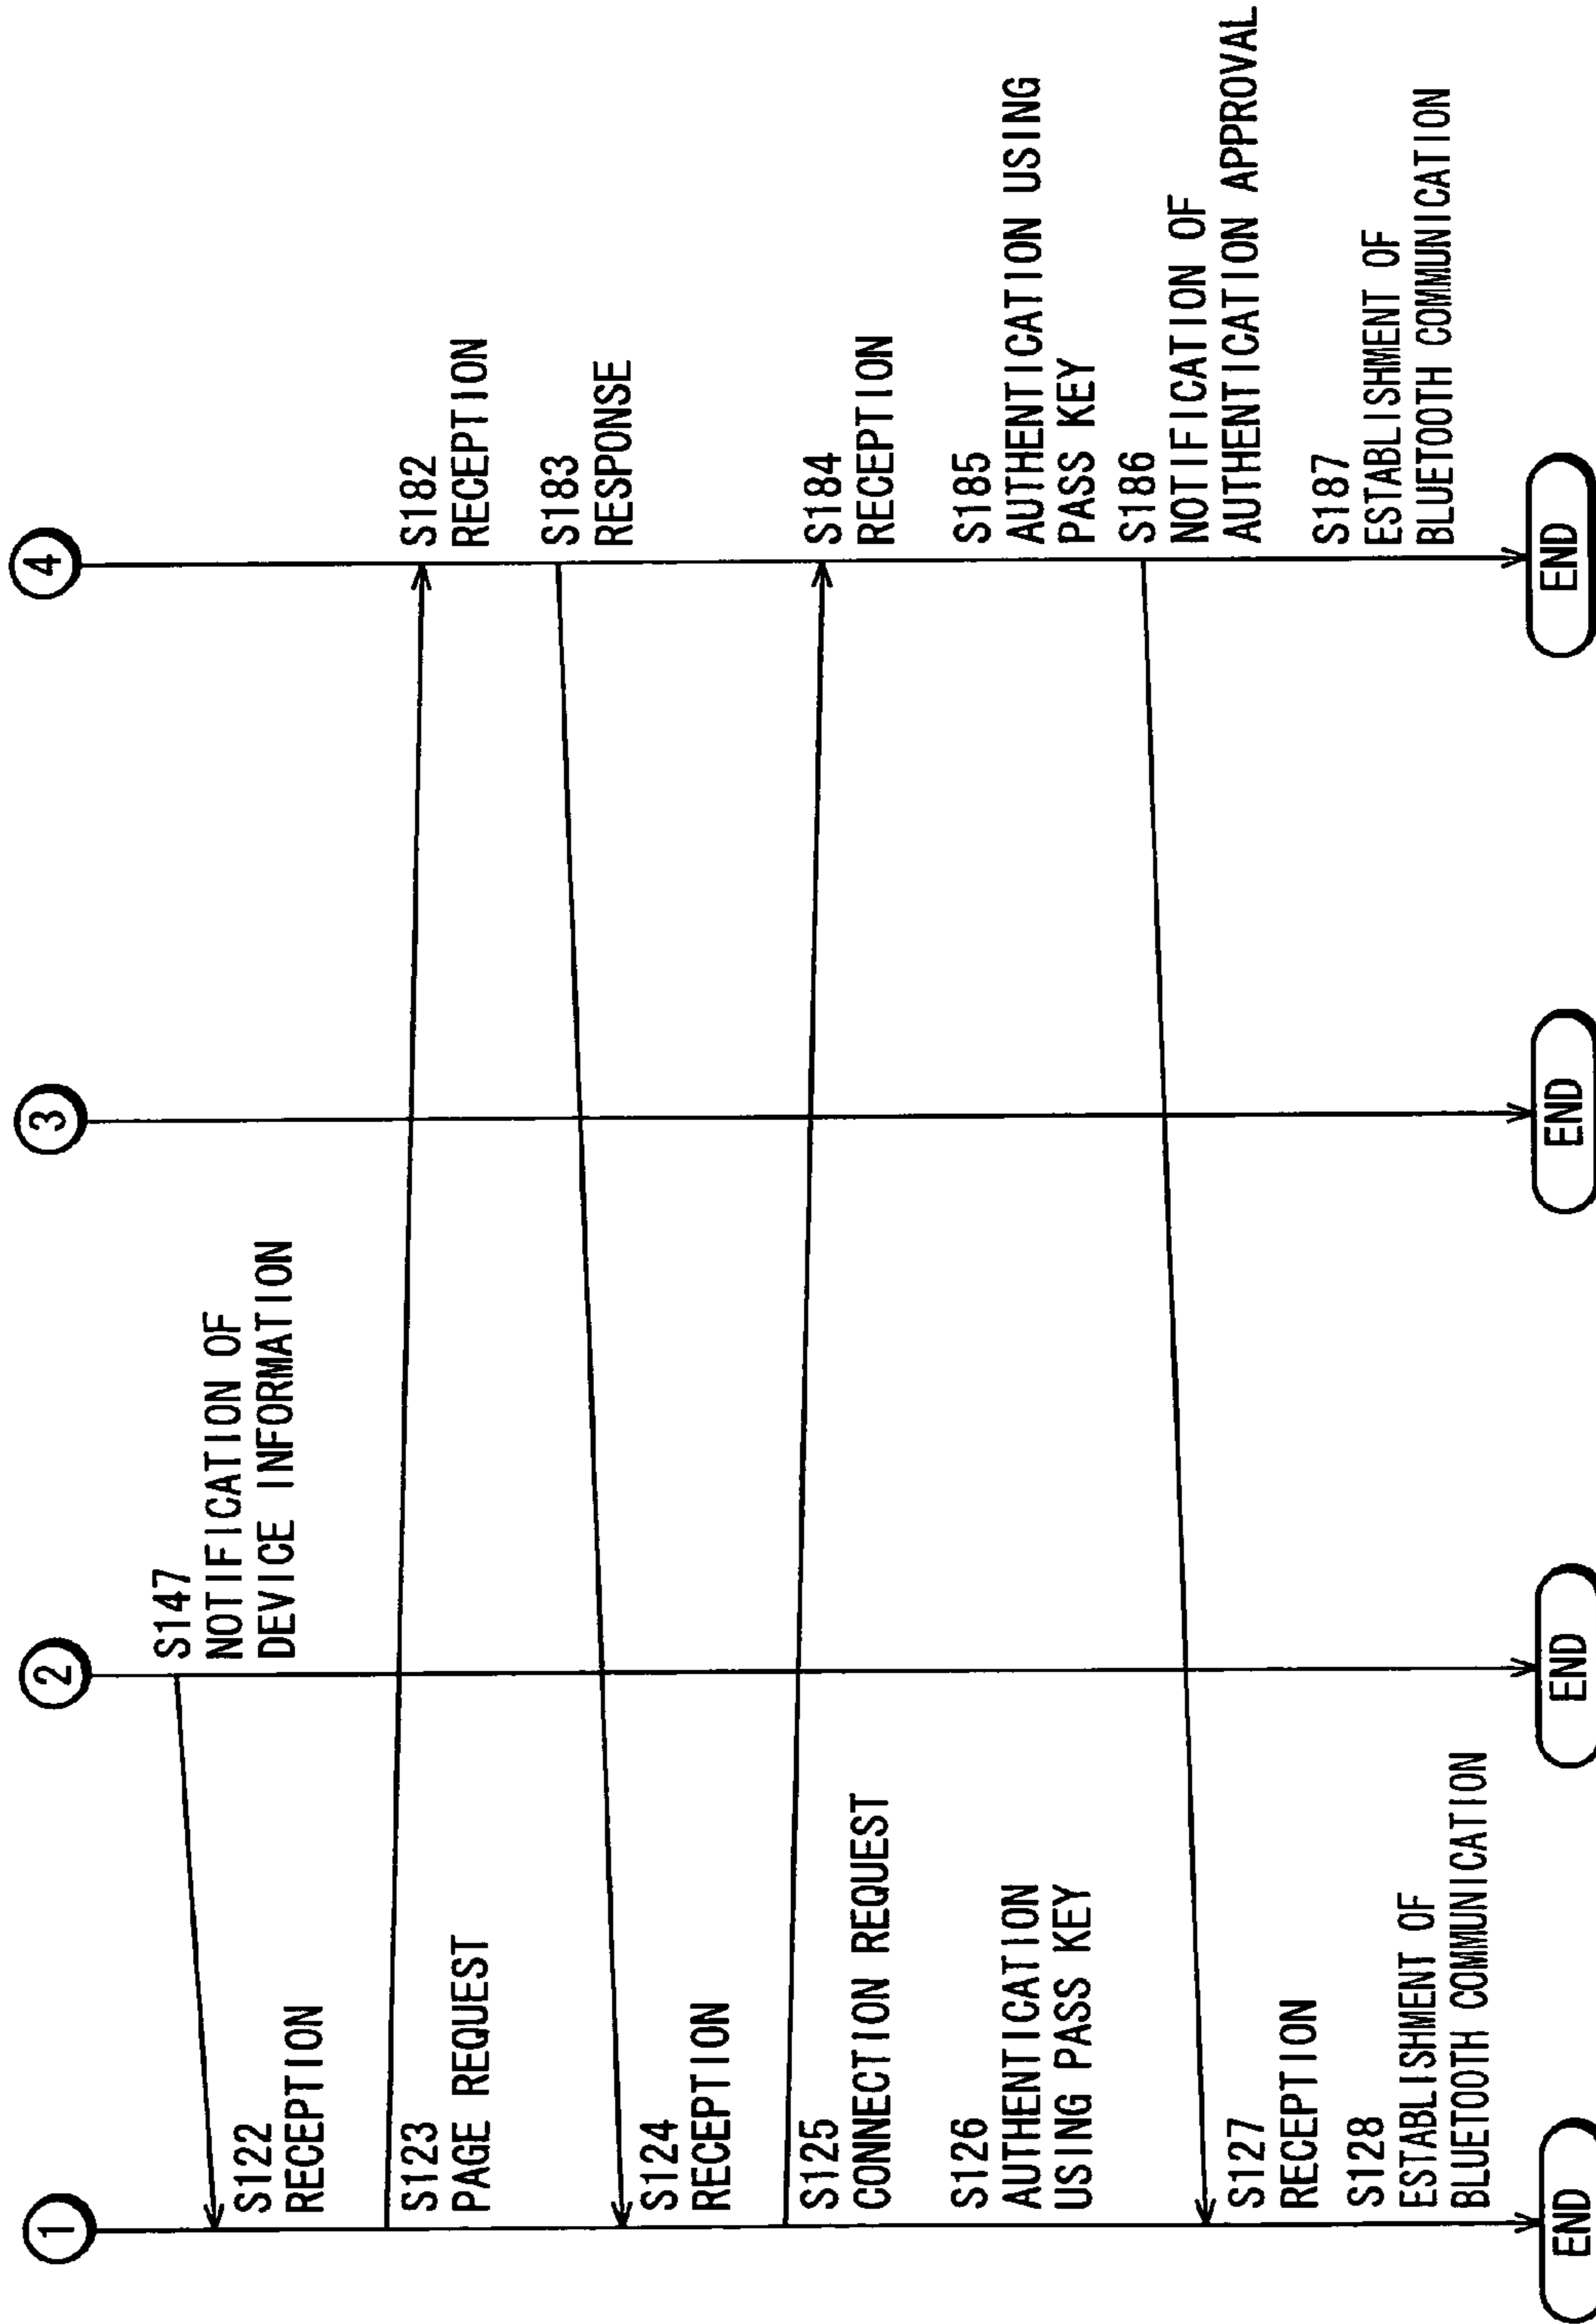 1
2
3
4
S147
NOTIFICATION OF
DEVICE INFORMATION
S122
RECEPTION
S123
PAGE REQUEST
S182
RECEPTION
S183
RESPONSE
S124
RECEPTION
S125
CONNECTION REQUEST
S184
RECEPTION
S126
AUTHENTICATION
USING PASS KEY
S185
AUTHENTICATION USING
PASS KEY
S186
NOTIFICATION OF
AUTHENTICATION APPROVAL
S127
RECEPTION
S128
ESTABLISHMENT OF
BLUETOOTH COMMUNICATION
S187
ESTABLISHMENT OF
BLUETOOTH COMMUNICATION
END
END
END
END